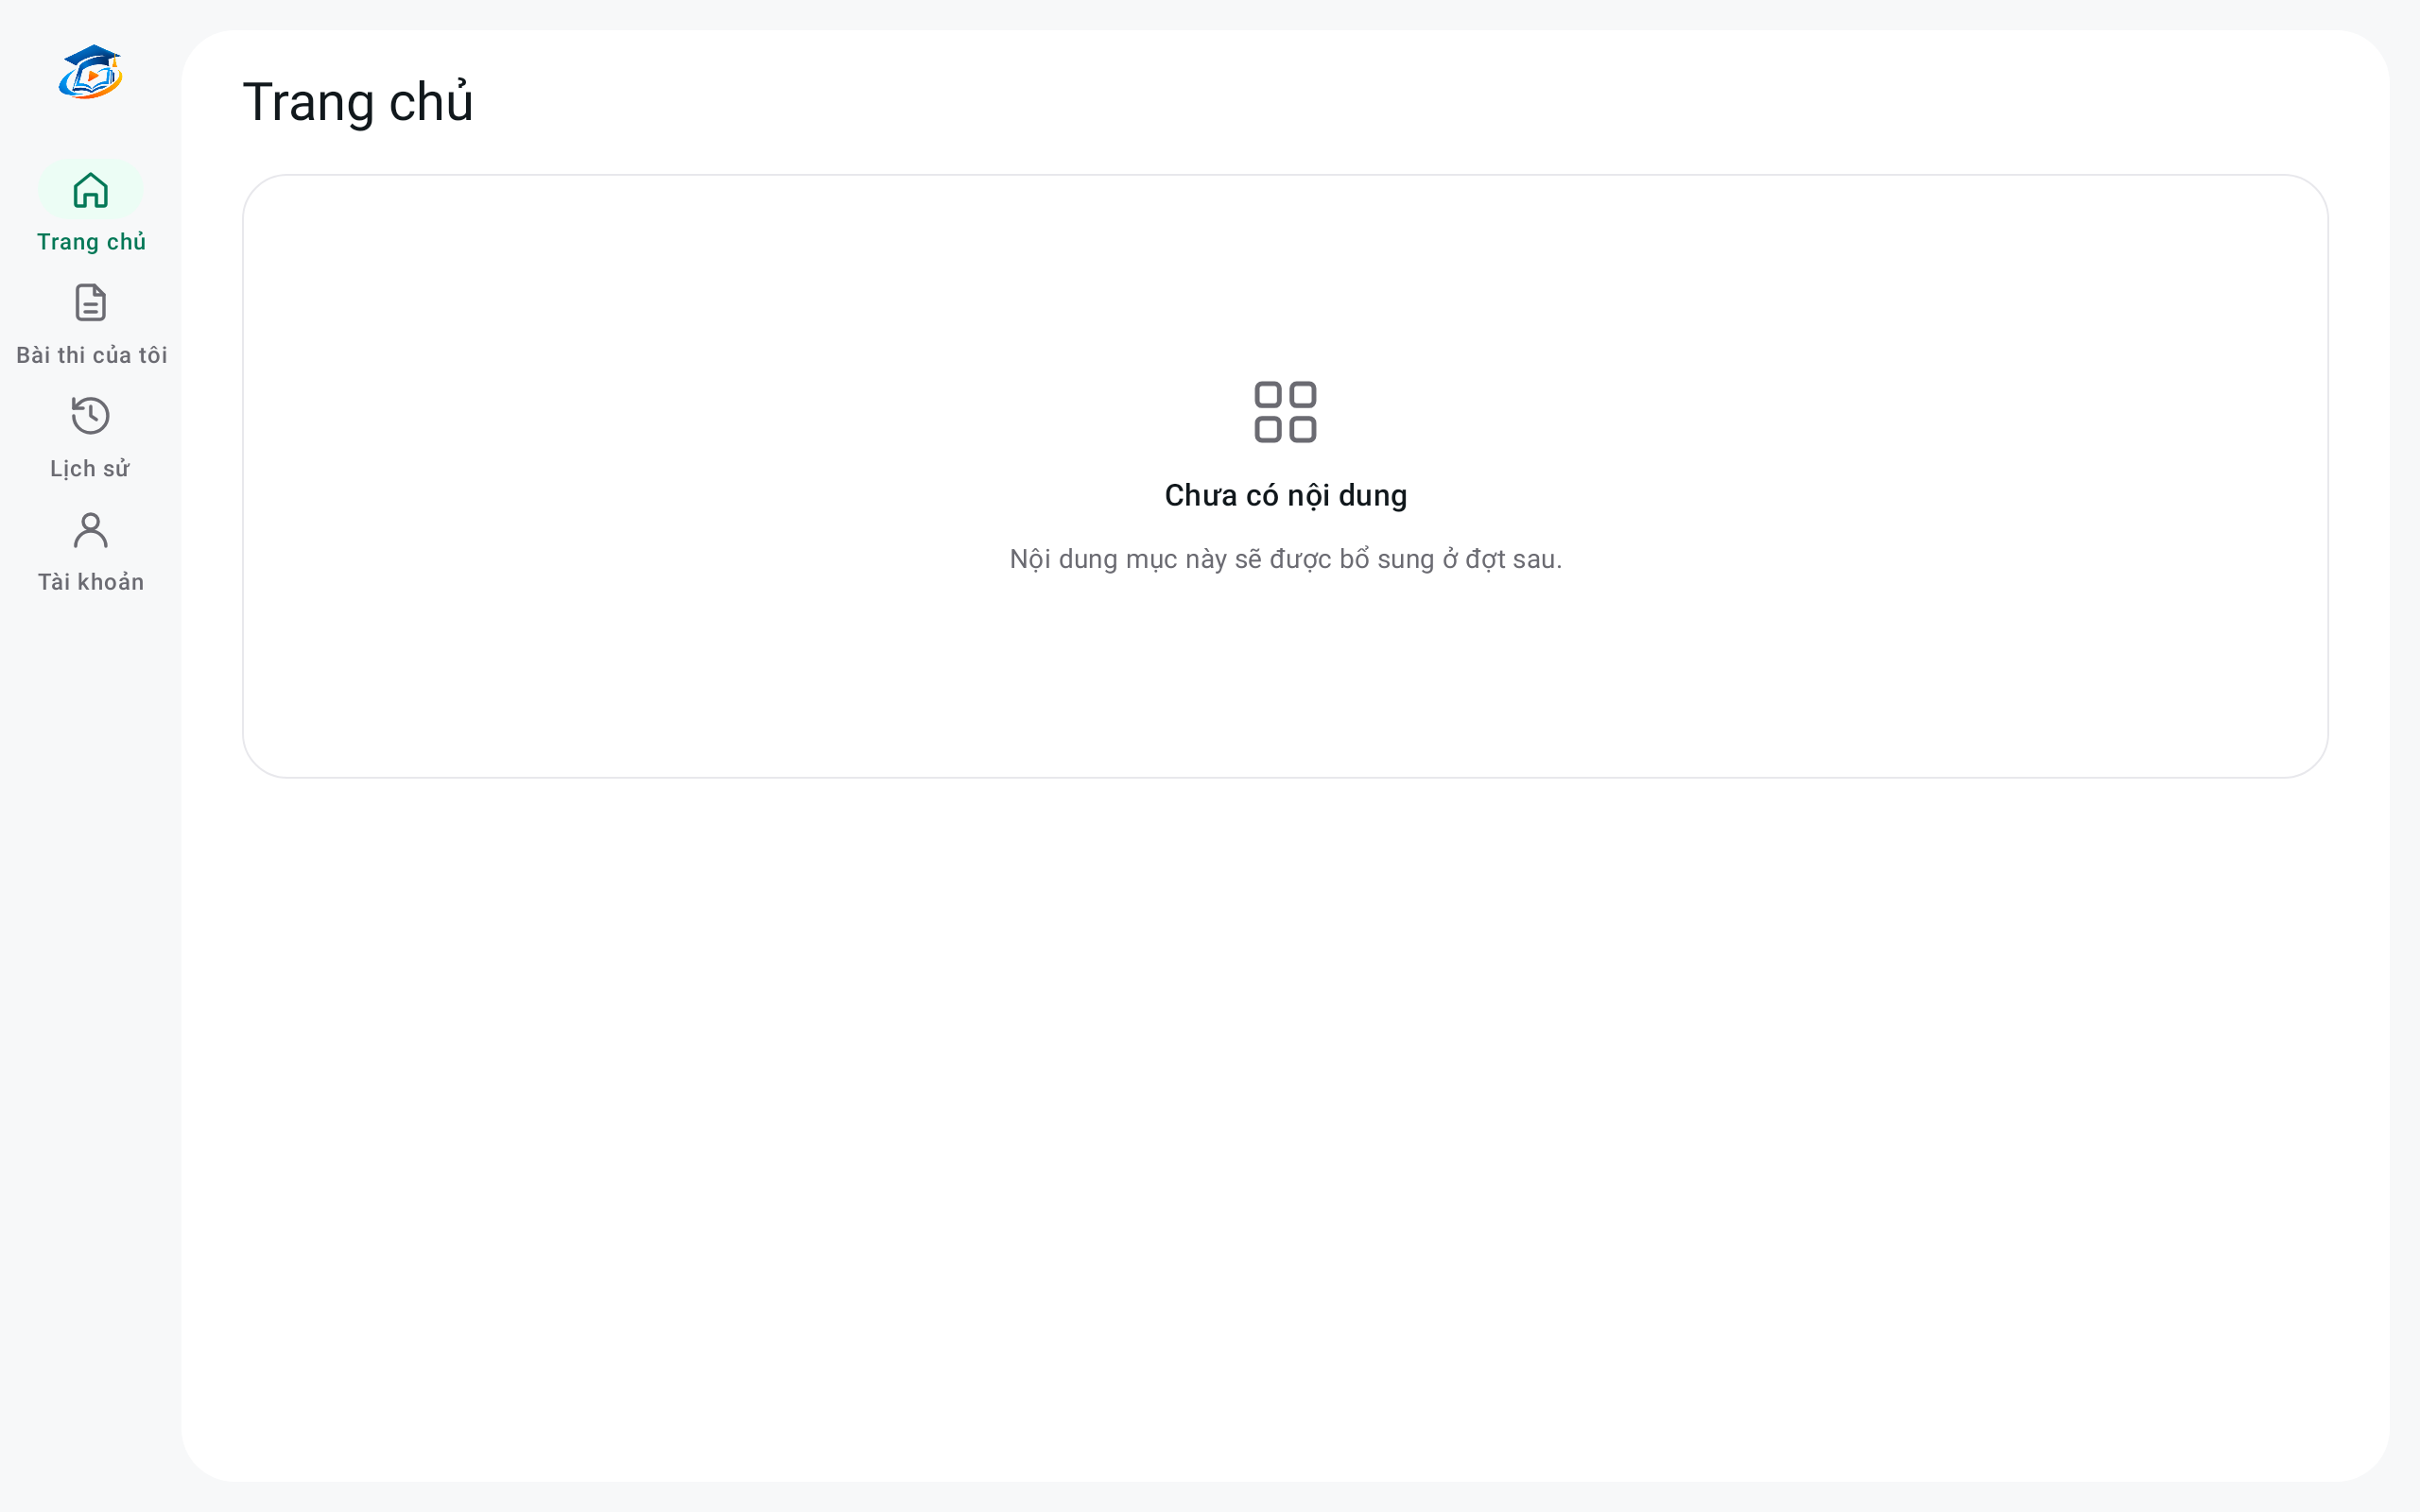 Trang chủ
Trang chủ
Bài thi của tôi
Lịch sử
Tài khoản
Chưa có nội dung
Nội dung mục này sẽ được bổ sung ở đợt sau.